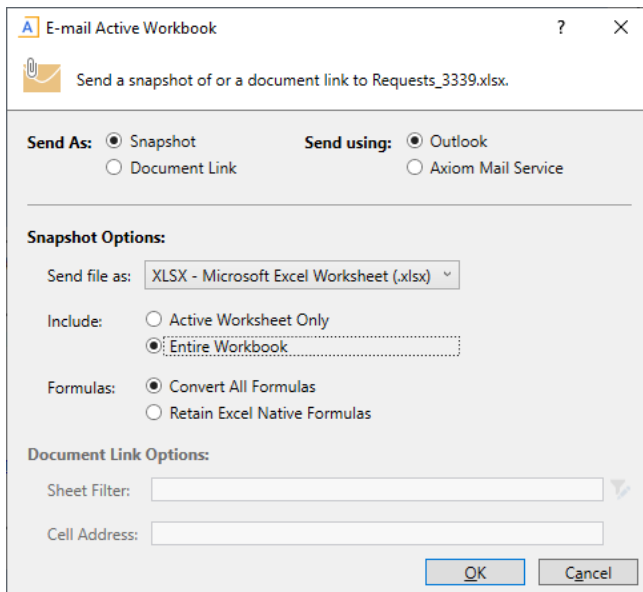 A E-mail Active Workbook ? ×
Send a snapshot of or a document link to Requests_3339.xlsx.
Send As: Snapshot Send using: Outlook
Document Link Axiom Mail Service
Snapshot Options:
Send file as: XLSX - Microsoft Excel Worksheet (.xlsx)
Include: Active Worksheet Only
Entire Workbook
Formulas: Convert All Formulas
Retain Excel Native Formulas
Document Link Options:
Sheet Filter:
Cell Address:
OK Cancel